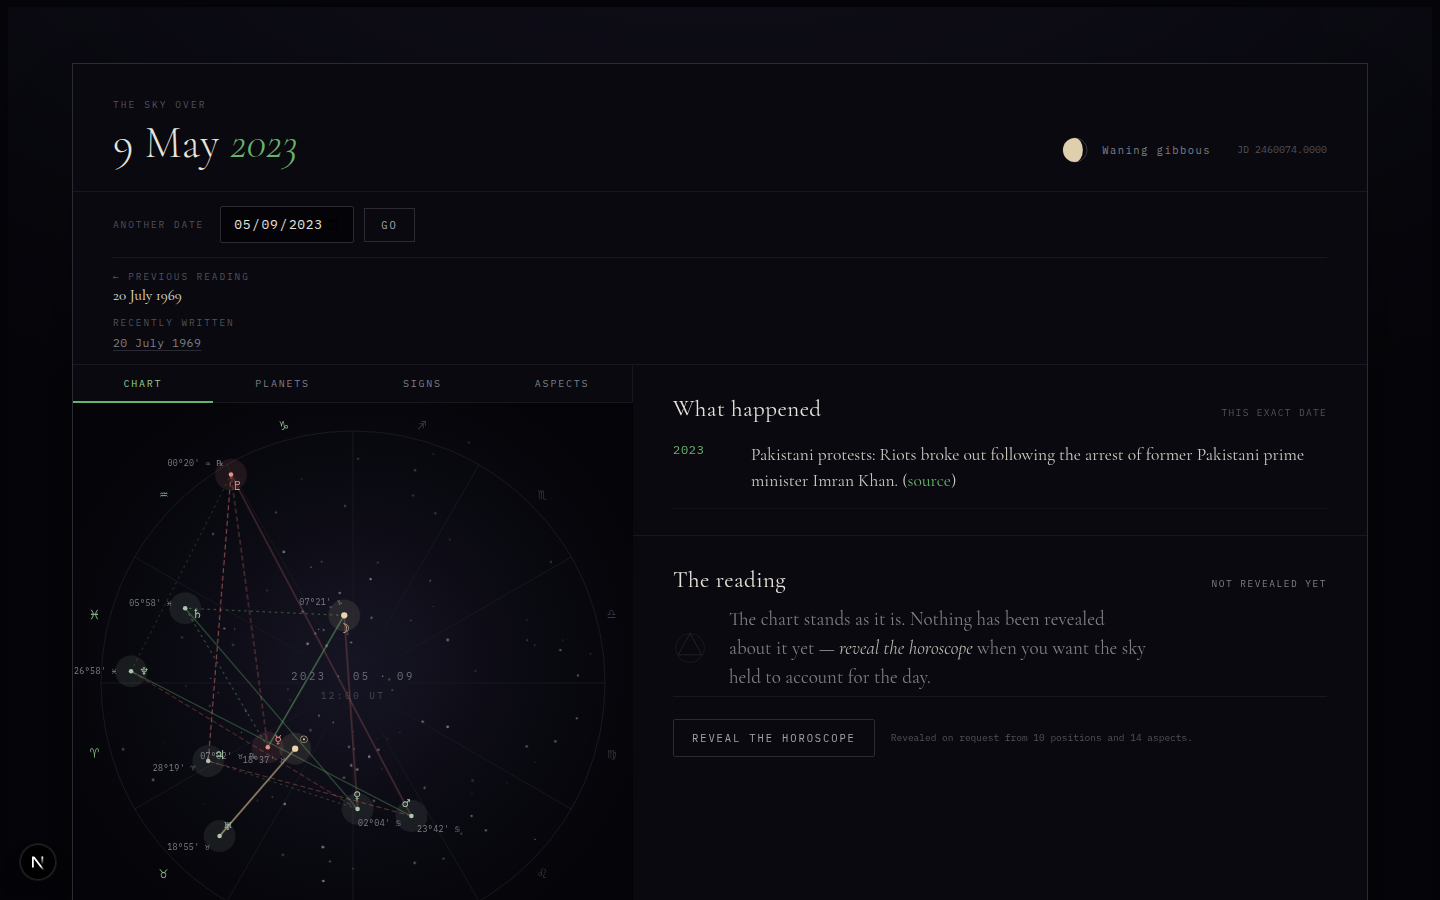 THE SKY OVER
9 May 2023
Waning gibbous
JD 2460074.0000
ANOTHER DATE
05/09/2023
GO
← PREVIOUS READING
20 July 1969
RECENTLY WRITTEN
20 July 1969
CHART
PLANETS
SIGNS
ASPECTS
♑
♐
00°20' ♒ ℞
♇
♒
♏
05°58' ♓
♄
07°21' ♑
☽
♓
♎
26°58' ♓
♆
2023 · 05 · 09
12:00 UT
☿
☉
♈
♍
18°37' ♉
28°19' ♈
♀
♂
02°04' ♋
23°42' ♋
♅
18°55' ♉
♉
♌
What happened
THIS EXACT DATE
2023
Pakistani protests: Riots broke out following the arrest of former Pakistani prime
minister Imran Khan. (source)
The reading
NOT REVEALED YET
The chart stands as it is. Nothing has been revealed
about it yet — reveal the horoscope when you want the sky
held to account for the day.
REVEAL THE HOROSCOPE
Revealed on request from 10 positions and 14 aspects.
N